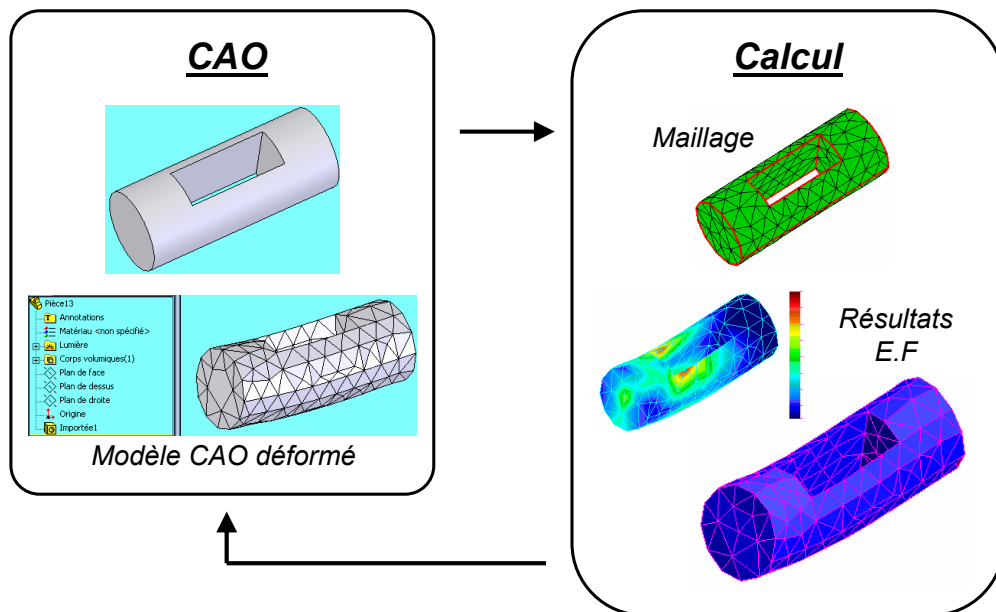 CAO
Pièce13
Annotations
Matériau <non spécifié>
Lumière
Corps volumiques(1)
Plan de face
Plan de dessus
Plan de droite
Origine
Importée1
Modèle CAO déformé
Calcul
Maillage
Résultats
E.F